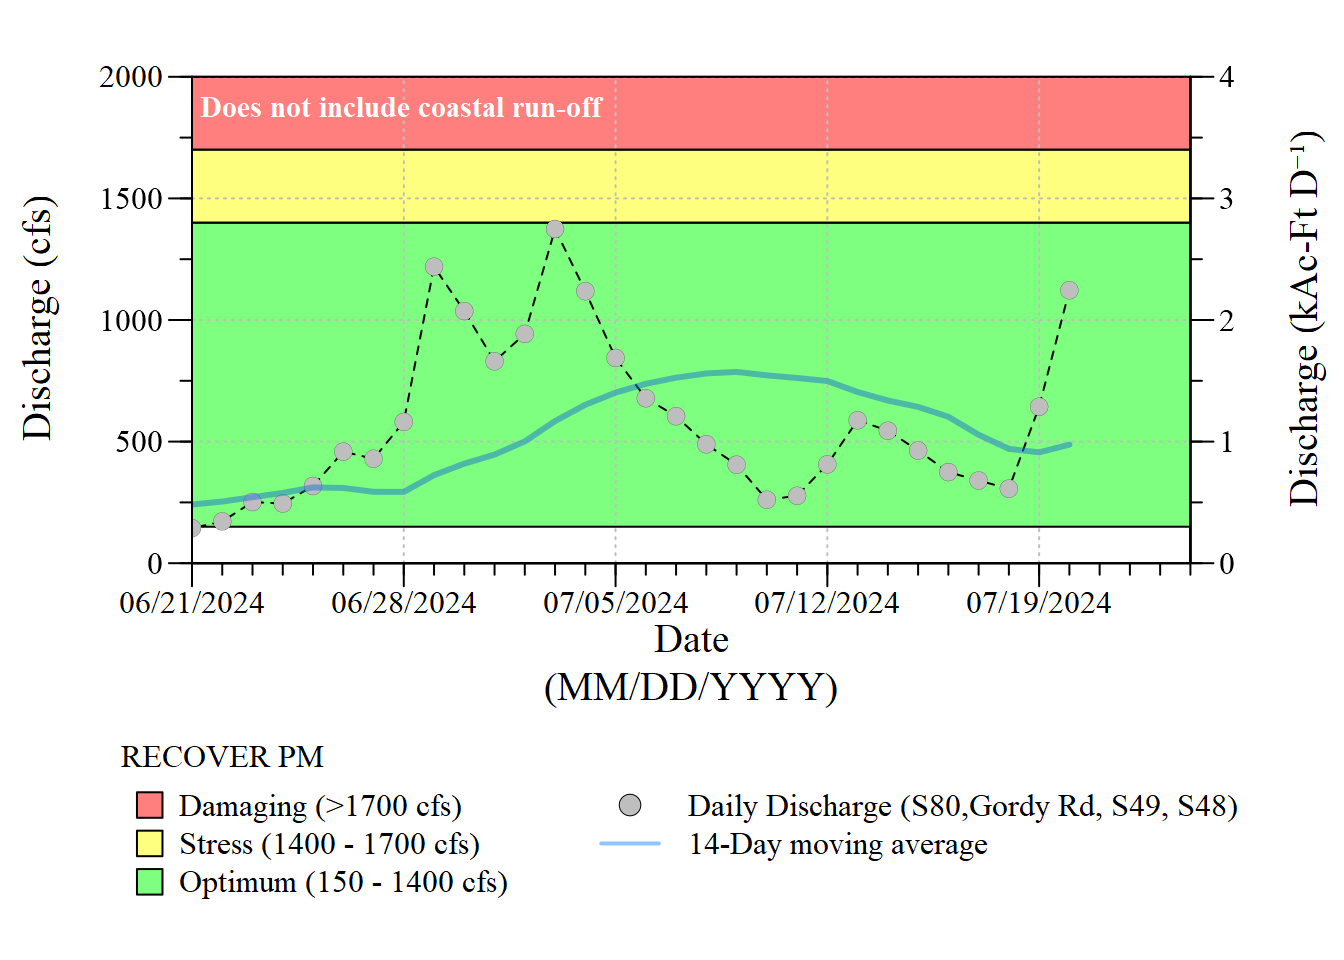 2000
1500
1000
500
0
Discharge (cfs)
Does not include coastal run-off
4
3
2
1
0
Discharge (kAc-Ft D⁻¹)
06/21/2024 06/28/2024 07/05/2024 07/12/2024 07/19/2024
Date
(MM/DD/YYYY)
RECOVER PM
Damaging (>1700 cfs)
Stress (1400 - 1700 cfs)
Optimum (150 - 1400 cfs)
Daily Discharge (S80,Gordy Rd, S49, S48)
14-Day moving average